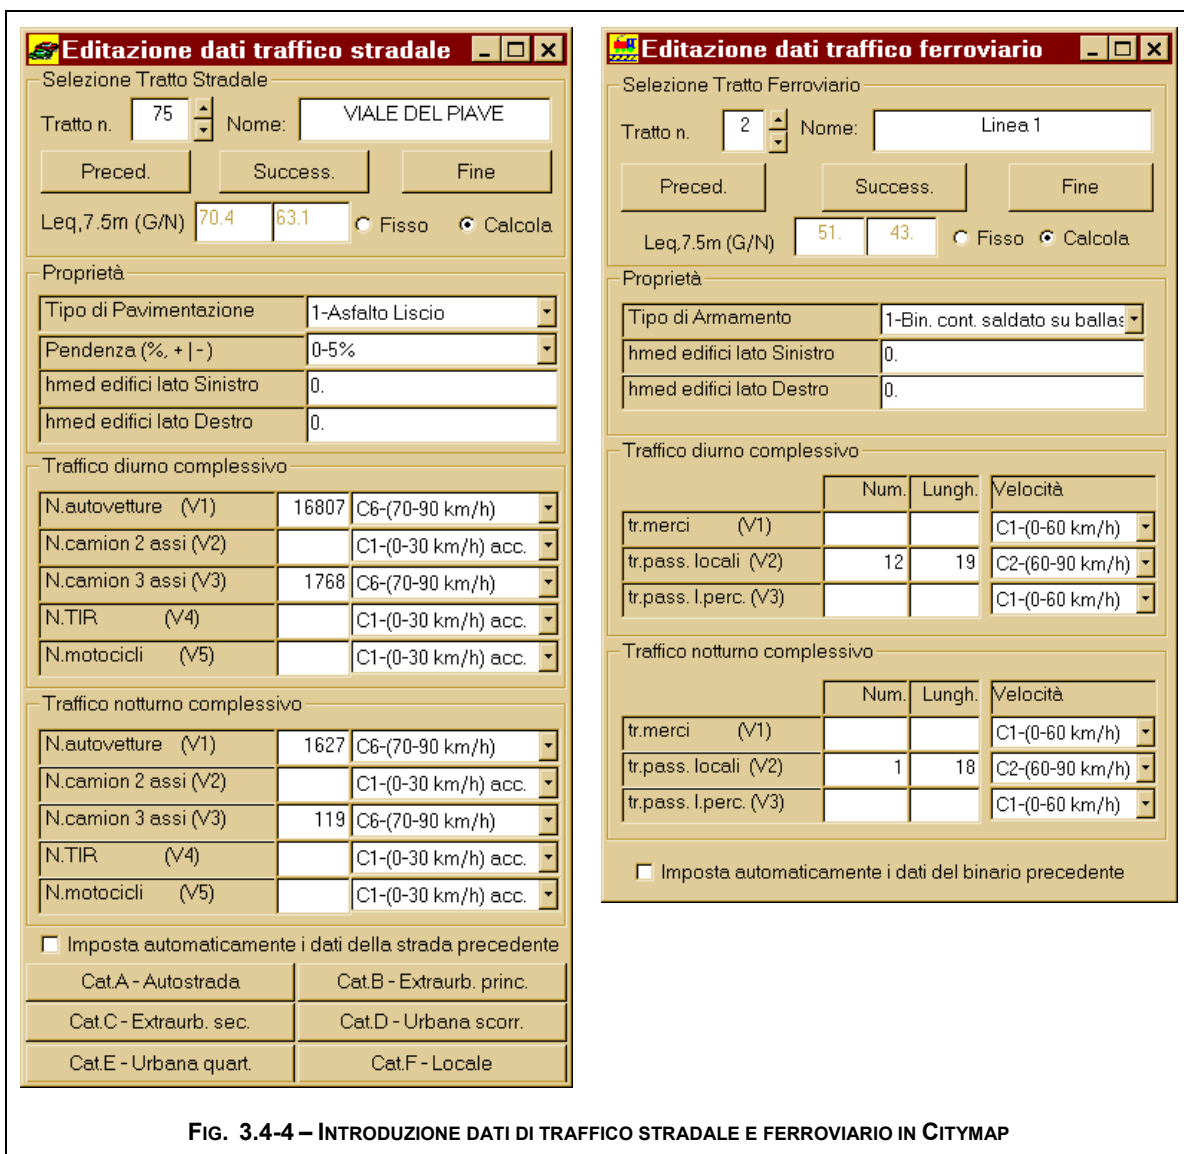 Editazione dati traffico stradale
Selezione Tratto Stradale
Tratto n. 75 Nome: VIALE DEL PIAVE
Preced. Success. Fine
Leq,7.5m (G/N) 70.4 63.1 Fisso Calcola
Proprietà
Tipo di Pavimentazione 1-Asfalto Liscio
Pendenza (%, + | - ) 0-5%
hmed edifici lato Sinistro 0.
hmed edifici lato Destro 0.
Traffico diurno complessivo
N.autovetture (V1) 16807 C6-(70-90 km/h)
N.camion 2 assi (V2) C1-(0-30 km/h) acc.
N.camion 3 assi (V3) 1768 C6-(70-90 km/h)
N.TIR (V4) C1-(0-30 km/h) acc.
N.motocicli (V5) C1-(0-30 km/h) acc.
Traffico notturno complessivo
N.autovetture (V1) 1627 C6-(70-90 km/h)
N.camion 2 assi (V2) C1-(0-30 km/h) acc.
N.camion 3 assi (V3) 119 C6-(70-90 km/h)
N.TIR (V4) C1-(0-30 km/h) acc.
N.motocicli (V5) C1-(0-30 km/h) acc.
Imposta automaticamente i dati della strada precedente
Cat.A - Autostrada Cat.B - Extraurb. princ.
Cat.C - Extraurb. sec. Cat.D - Urbana scorr.
Cat.E - Urbana quart. Cat.F - Locale
Editazione dati traffico ferroviario
Selezione Tratto Ferroviario
Tratto n. 2 Nome: Linea 1
Preced. Success. Fine
Leq,7.5m (G/N) 51. 43. Fisso Calcola
Proprietà
Tipo di Armamento 1-Bin. cont. saldato su ballas
hmed edifici lato Sinistro 0.
hmed edifici lato Destro 0.
Traffico diurno complessivo
Num. Lungh. Velocità
tr.merci (V1) C1-(0-60 km/h)
tr.pass. locali (V2) 12 19 C2-(60-90 km/h)
tr.pass. l.perc. (V3) C1-(0-60 km/h)
Traffico notturno complessivo
Num. Lungh. Velocità
tr.merci (V1) C1-(0-60 km/h)
tr.pass. locali (V2) 1 18 C2-(60-90 km/h)
tr.pass. l.perc. (V3) C1-(0-60 km/h)
Imposta automaticamente i dati del binario precedente
FIG. 3.4-4 – INTRODUZIONE DATI DI TRAFFICO STRADALE E FERROVIARIO IN CITYMAP